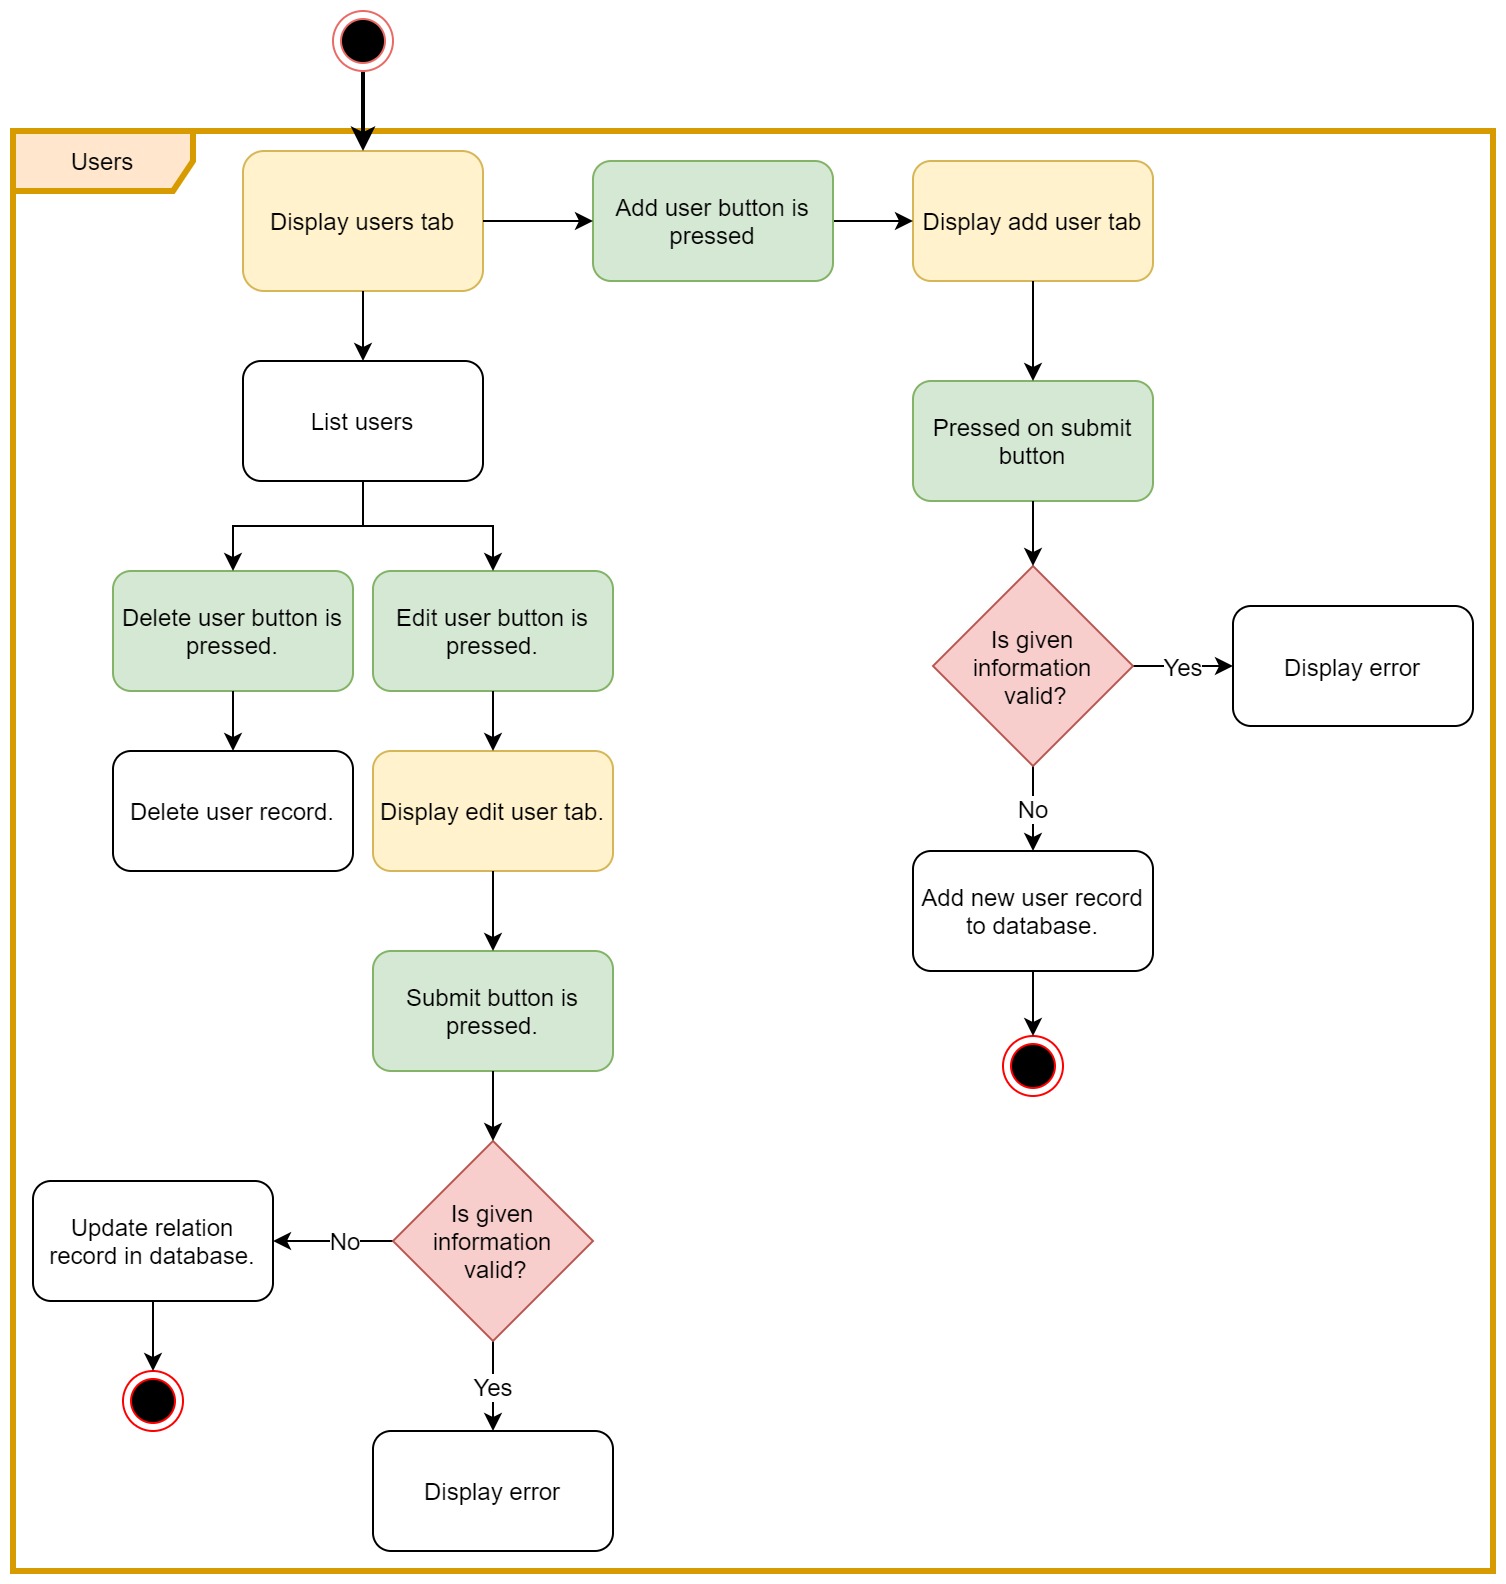 Users
Display users tab
Add user button is
pressed
Display add user tab
List users
Pressed on submit
button
Delete user button is
pressed.
Edit user button is
pressed.
Is given
information
valid?
Yes
Display error
Delete user record.
Display edit user tab.
No
Add new user record
to database.
Submit button is
pressed.
Update relation
record in database.
No
Is given
information
valid?
Yes
Display error